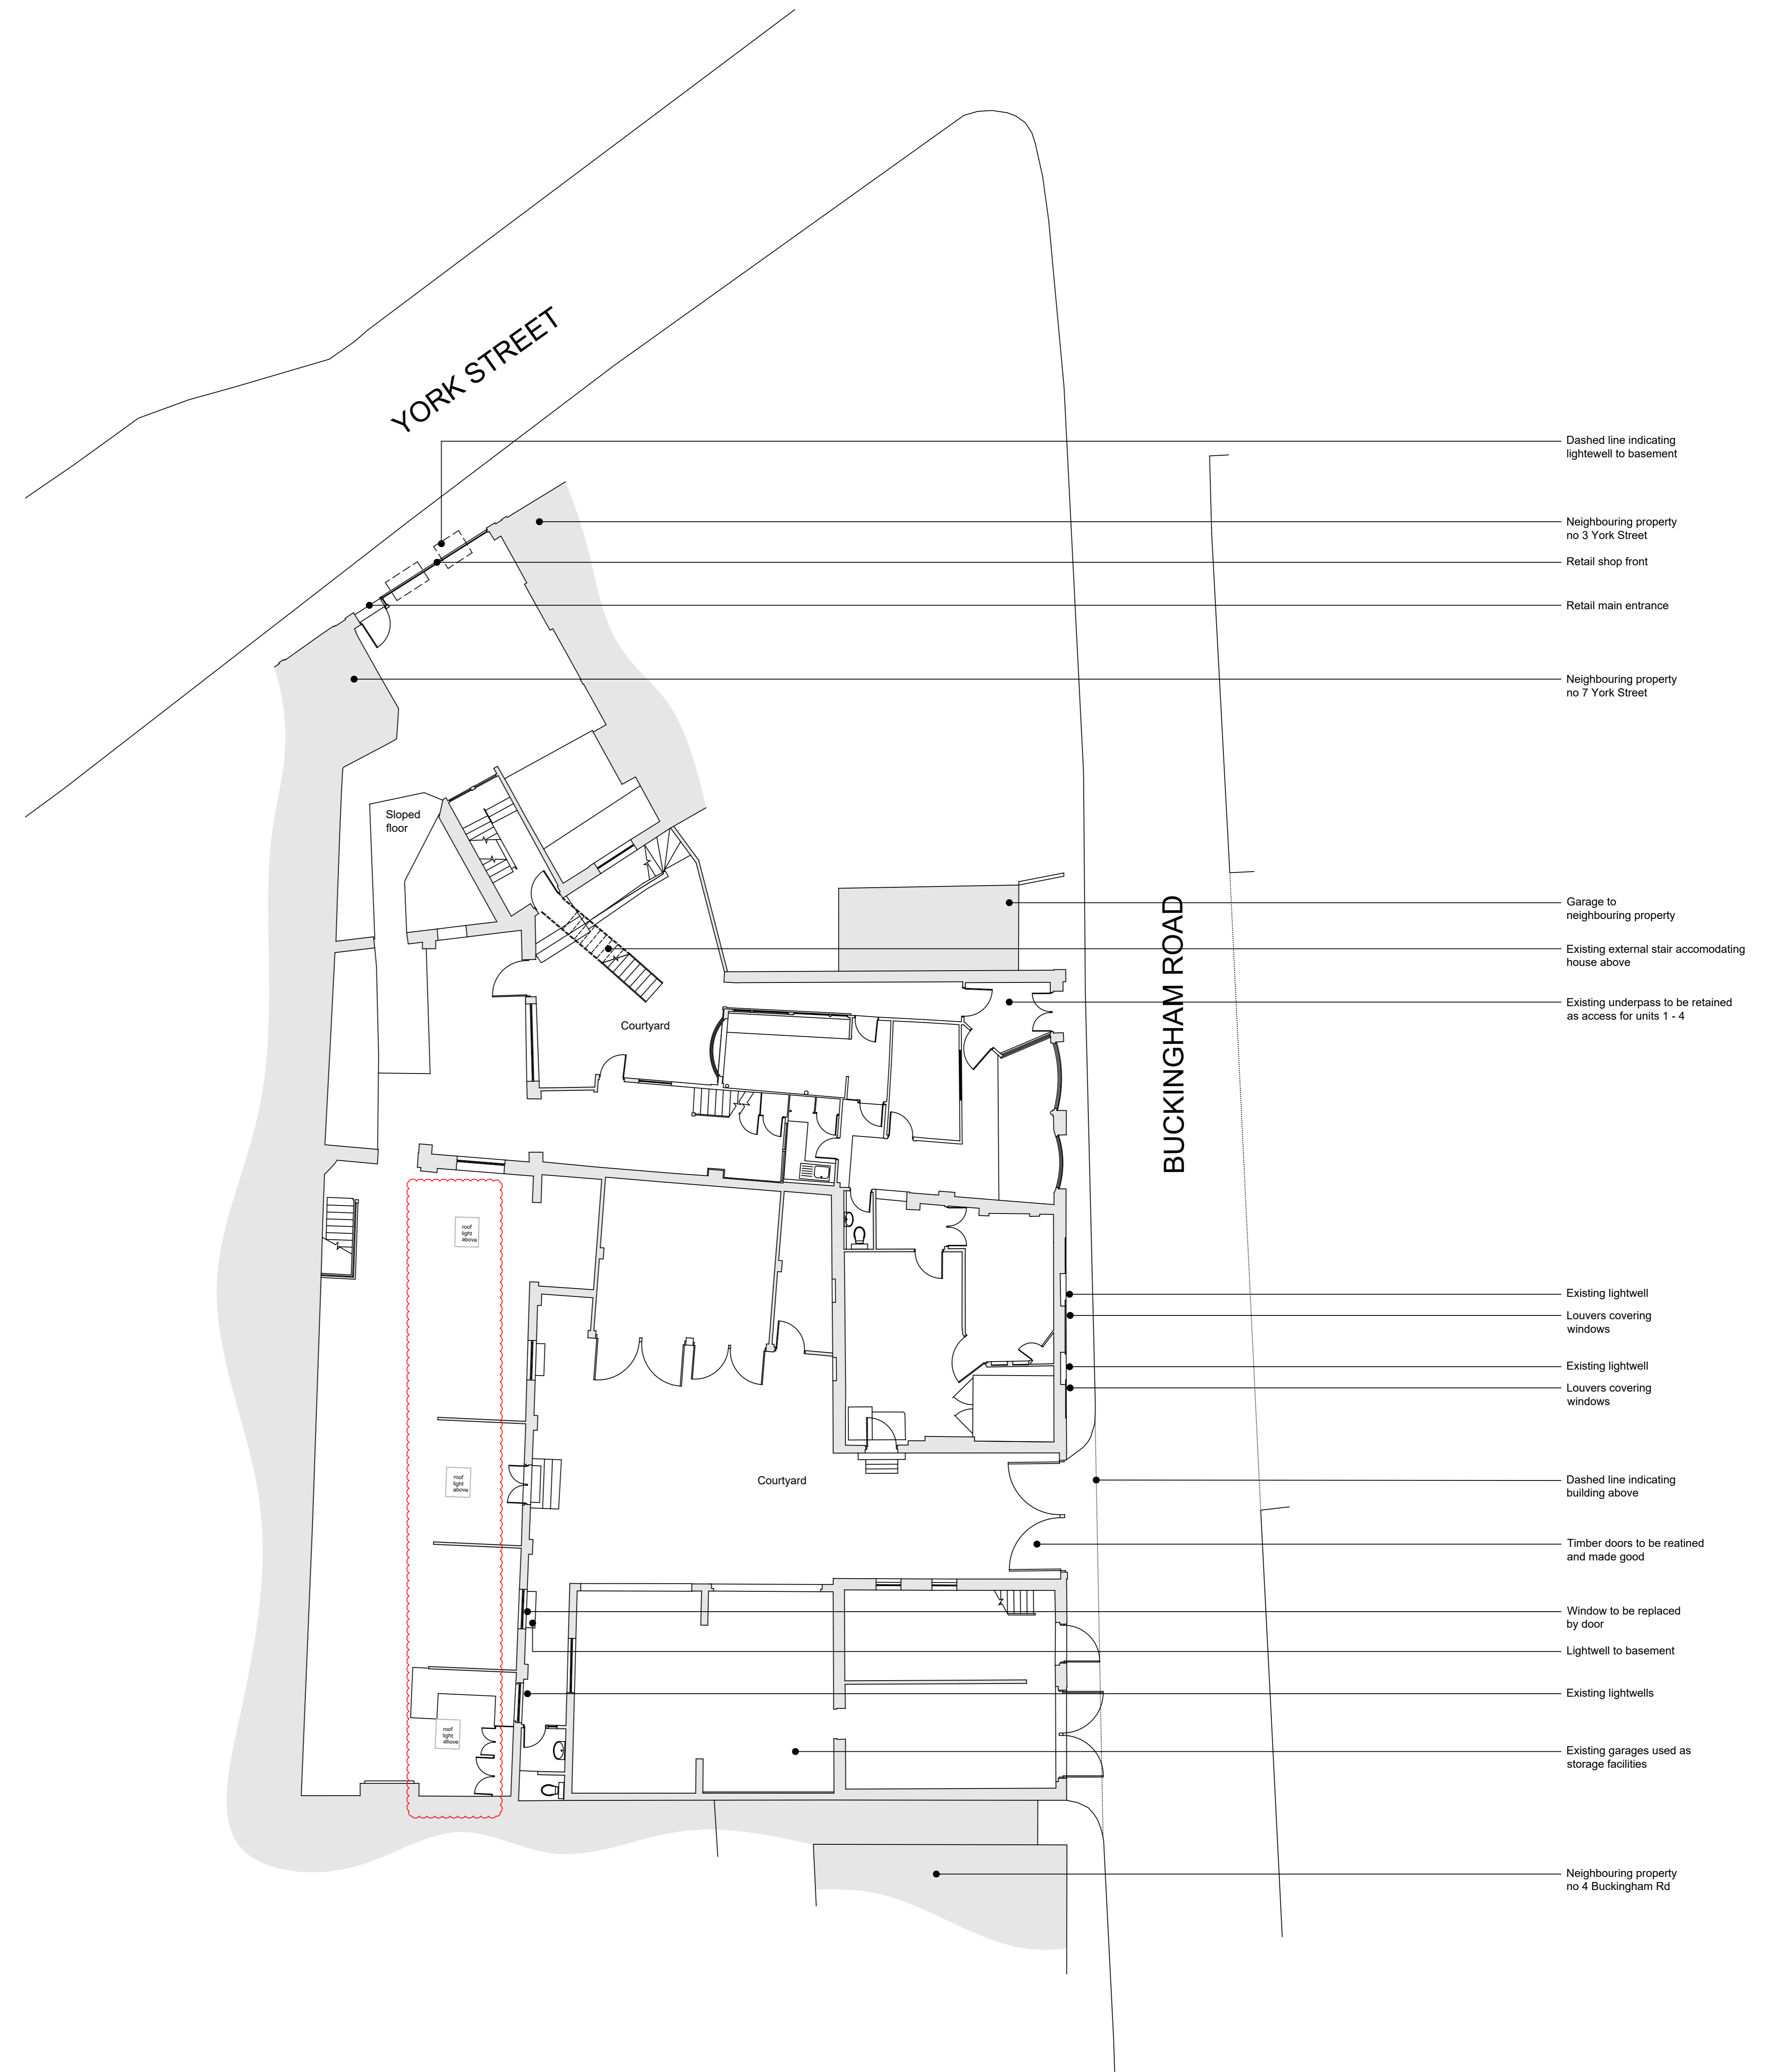 YORK STREET
Dashed line indicating
lightewell to basement
Neighbouring property
no 3 York Street
Retail shop front
Retail main entrance
Neighbouring property
no 7 York Street
Sloped
floor
Garage to
neighbouring property
BUCKINGHAM ROAD
Existing external stair accomodating
house above
Existing underpass to be retained
as access for units 1 - 4
Courtyard
roof
light
above
Existing lightwell
Louvers covering
windows
Existing lightwell
Louvers covering
windows
roof
light
above
Courtyard
Dashed line indicating
building above
Timber doors to be reatined
and made good
Window to be replaced
by door
Lightwell to basement
Existing lightwells
roof
light
above
Existing garages used as
storage facilities
Neighbouring property
no 4 Buckingham Rd